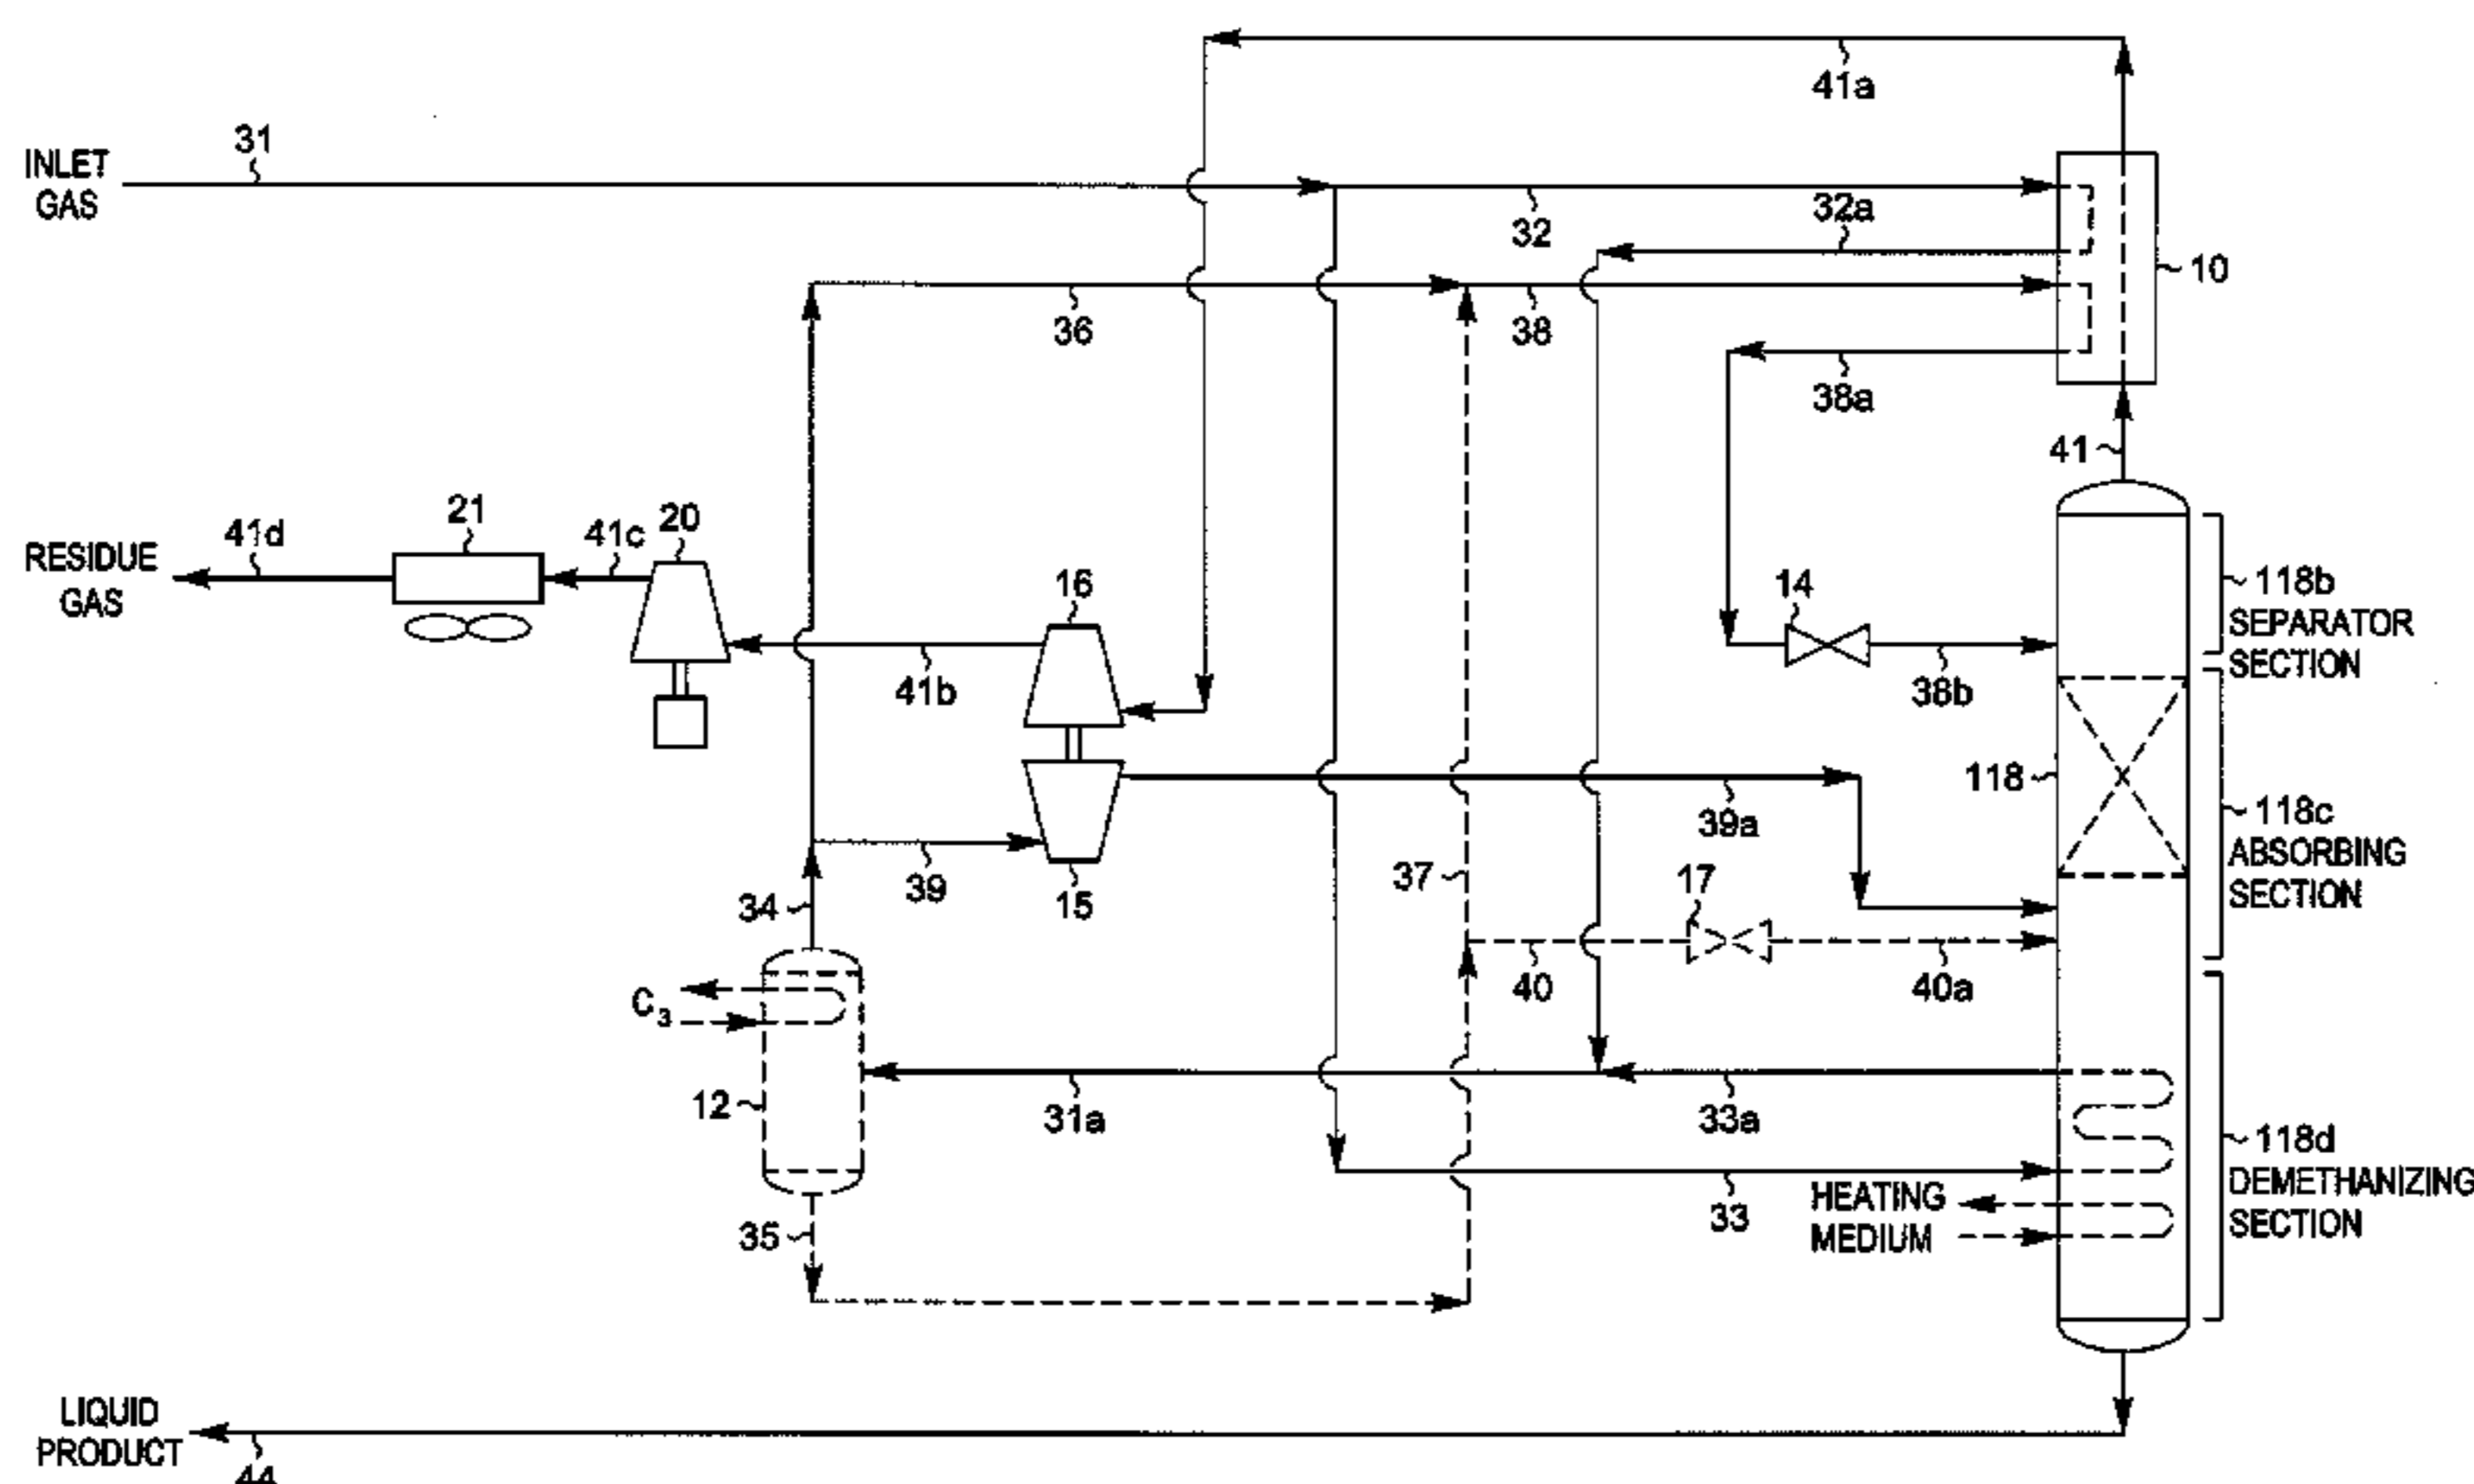 41a
31
INLET
GAS
32
32a
10
36
38
38a
41
RESIDUE
GAS
41d
21
41c
20
16
14
118b
SEPARATOR
SECTION
41b
38b
118
118c
ABSORBING
SECTION
39a
39
15
37
17
34
40
40a
C3
12
31a
33a
118d
DEMETHANIZING
SECTION
HEATING
MEDIUM
33
35
LIQUID
PRODUCT
44